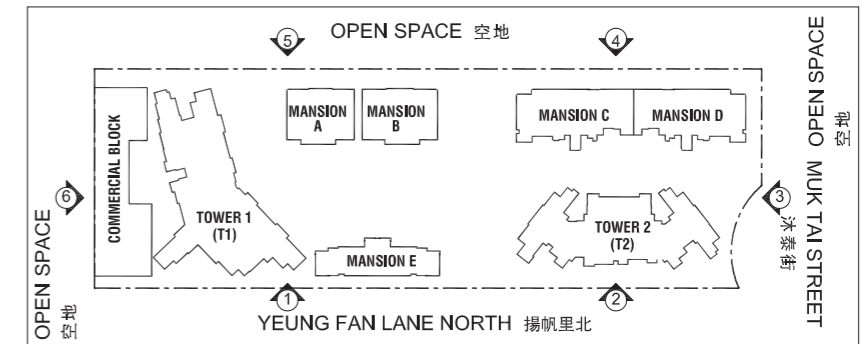 OPEN SPACE 空地
5
4
COMMERCIAL BLOCK
MANSION
A
MANSION
B
MANSION C
MANSION D
OPEN SPACE
空地
6
OPEN SPACE
空地
TOWER 1
(T1)
TOWER 2
(T2)
3
MUK TAI STREET
沐泰街
MANSION E
1
2
YEUNG FAN LANE NORTH 揚帆里北